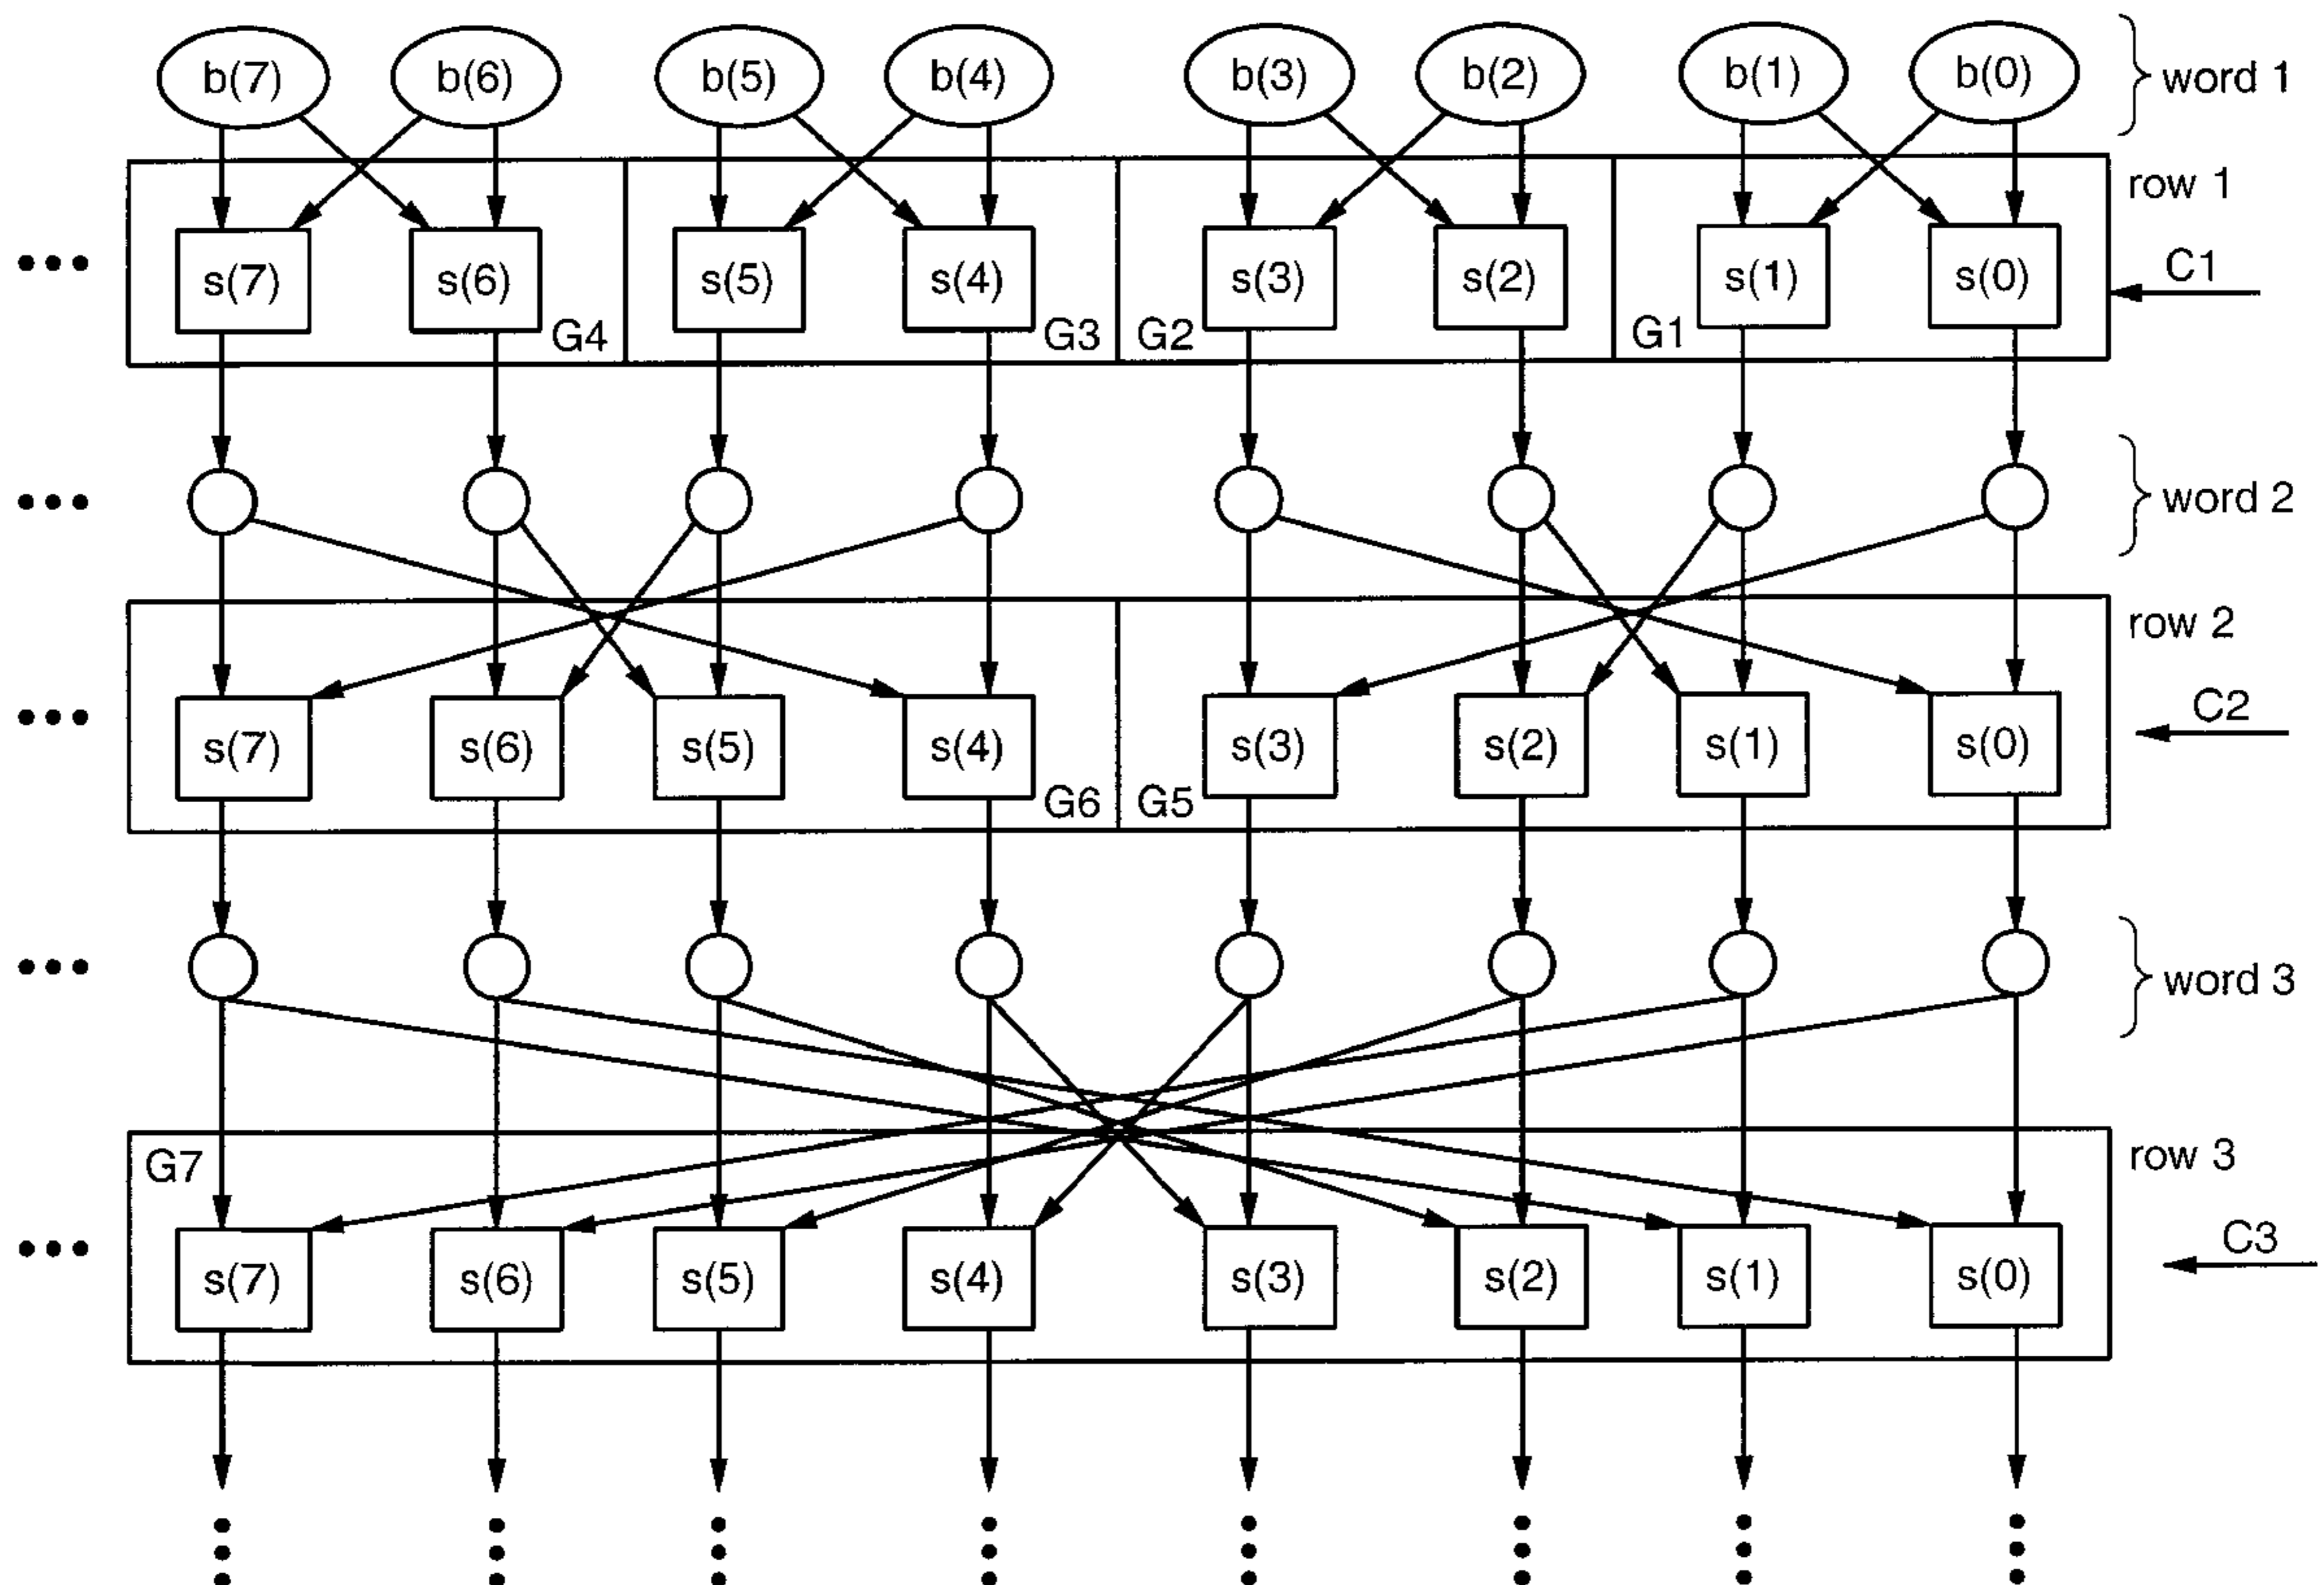 b(7) b(6) b(5) b(4) b(3) b(2) b(1) b(0) word 1
row 1
s(7) s(6) s(5) s(4) s(3) s(2) s(1) s(0) C1
G4 G3 G2 G1
word 2
row 2
s(7) s(6) s(5) s(4) s(3) s(2) s(1) s(0) C2
G6 G5
word 3
G7 row 3
s(7) s(6) s(5) s(4) s(3) s(2) s(1) s(0) C3